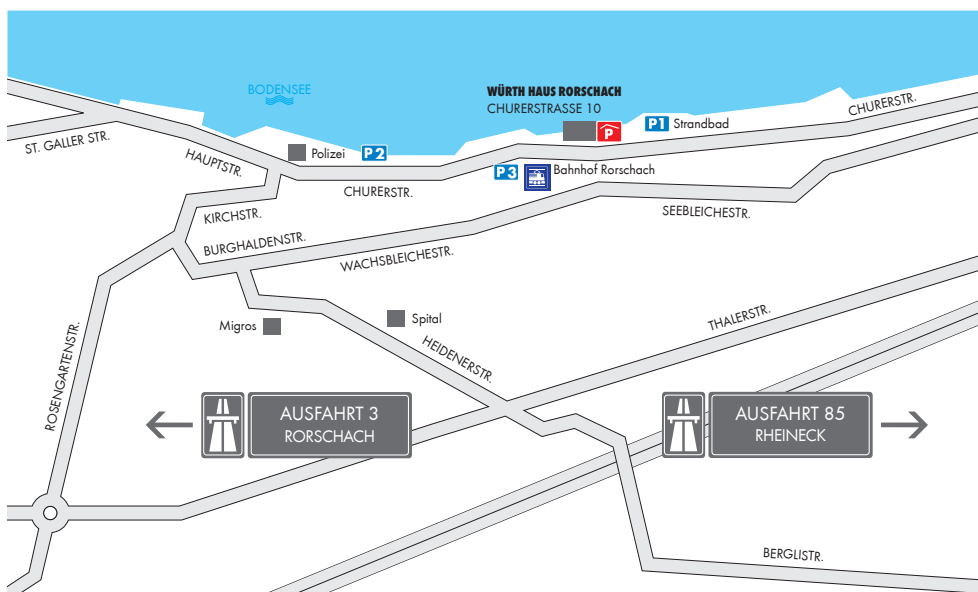 BODENSEE
WÜRTH HAUS RORSCHACH
CHURERSTRASSE 10
P
P1 Strandbad
CHURERSTR.
ST. GALLER STR.
HAUPTSTR.
Polizei
P2
CHURERSTR.
P3
Bahnhof Rorschach
KIRCHSTR.
SEEBLEICHESTR.
BURGHALDENSTR.
WACHSBLEICHESTR.
Migros
Spital
THALERSTR.
HEIDENERSTR.
ROSENGARTENSTR.
AUSFAHRT 3
RORSCHACH
AUSFAHRT 85
RHEINECK
BERGLISTR.